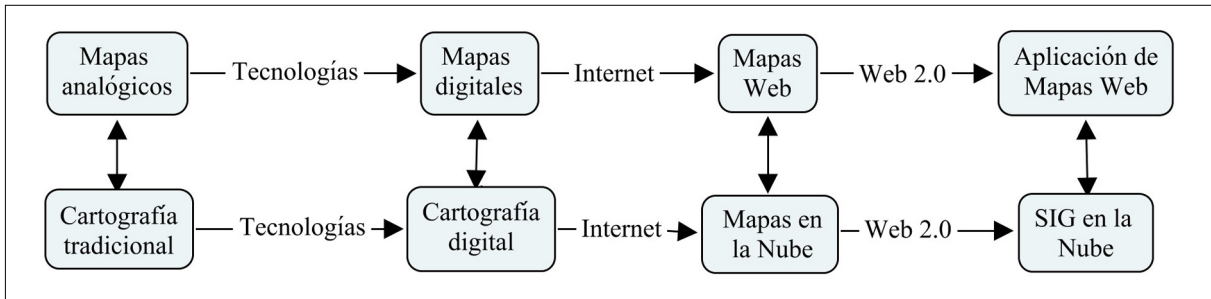 Mapas
analógicos
Tecnologías
Mapas
digitales
Internet
Mapas
Web
Web 2.0
Aplicación de
Mapas Web
Cartografía
tradicional
Tecnologías
Cartografía
digital
Internet
Mapas en
la Nube
Web 2.0
SIG en la
Nube